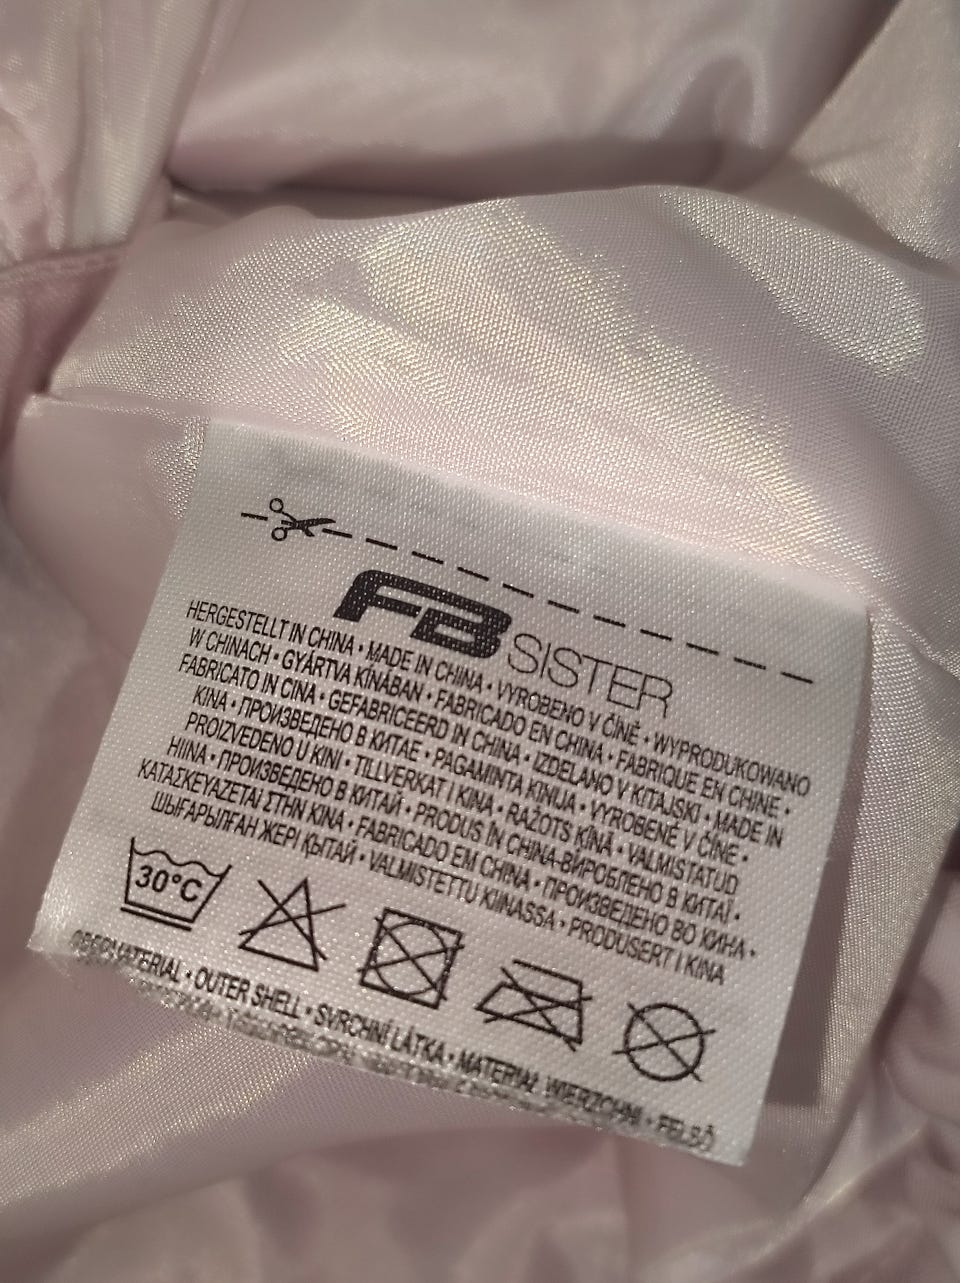 FB SISTER
HERGESTELLT IN CHINA • MADE IN CHINA • VYROBENO V ČÍNĚ • WYPRODUKOWANO
W CHINACH • GYÁRTVA KÍNÁBAN • FABRICADO EN CHINA • FABRIQUE EN CHINE •
FABRICATO IN CINA • GEFABRICEERD IN CHINA • IZDELANO V KITAJSKI • MADE IN
KINA • ПРОИЗВЕДЕНО В КИТАЕ • PAGAMINTA KINIJA • VYROBENÉ V ČÍNE •
PROIZVEDENO U KINI • TILLVERKAT I KINA • RAŽOTS ĶĪNĀ • VALMISTATUD
HIINA • ПРОИЗВЕДЕНО В КИТАЙ • PRODUS ÎN CHINA-ВИРОБЛЕНО В КИТАЇ •
ΚΑΤΑΣΚΕΥΑΖΕΤΑΙ ΣΤΗΝ ΚΙΝΑ • FABRICADO EM CHINA • ПРОИЗВЕДЕНО ВО КИНА •
ШЫҒАРЫЛҒАН ЖЕРІ ҚЫТАЙ • VALMISTETTU KIINASSA • PRODUSERT I KINA
30°C
OBERMATERIAL • OUTER SHELL • SVRCHNÍ LÁTKA • MATERIAŁ WIERZCHNI • FELSŐ